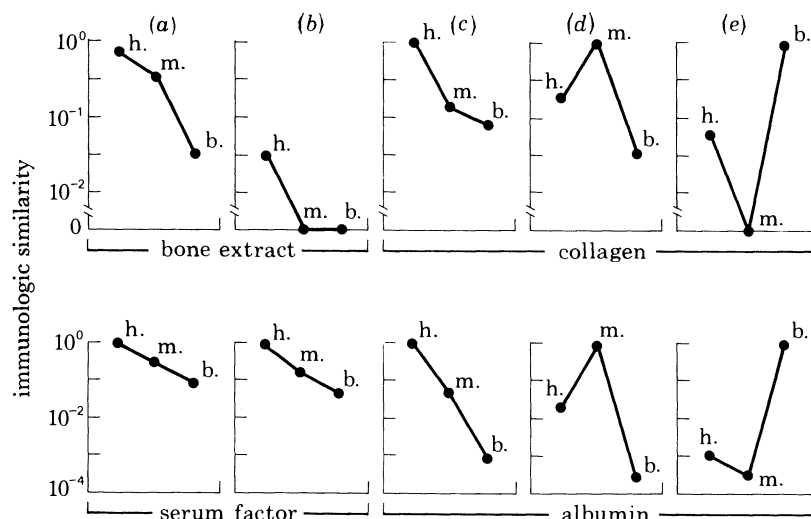 (a) (b) (c) (d) (e)
10⁰ h. m. b. h. m. b. h. m. b. h. m. b. h. m. b.
10⁻¹
10⁻²
0
bone extract collagen
immunologic similarity
10⁰ h. m. b. h. m. b. h. m. b. h. m. b. h. m. b.
10⁻²
10⁻⁴
serum factor albumin